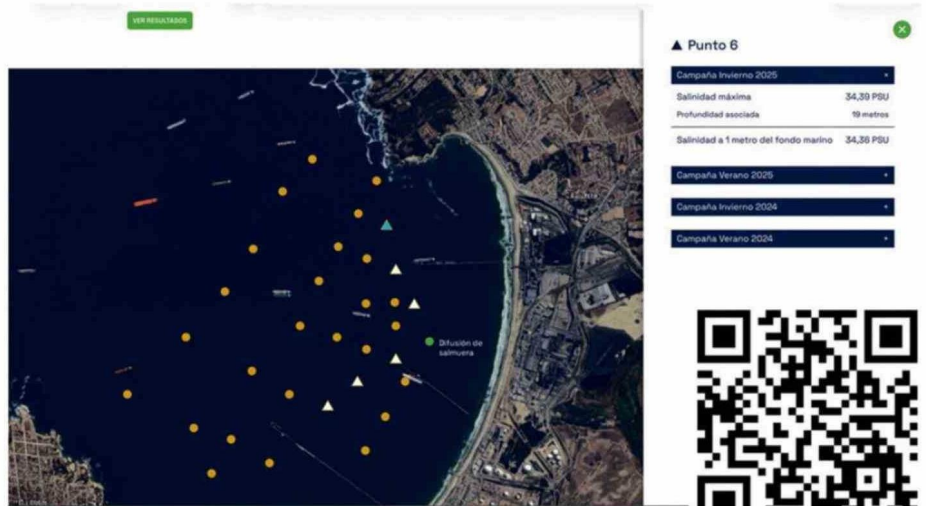 VER RESULTADOS
Punto 6
Campaña Invierno 2025
Salinidad máxima 34,39 PSU
Profundidad asociada 19 metros
Salinidad a 1 metro del fondo marino 34,36 PSU
Campaña Verano 2025
Campaña Invierno 2024
Campaña Verano 2024
Difusión de
salmuera